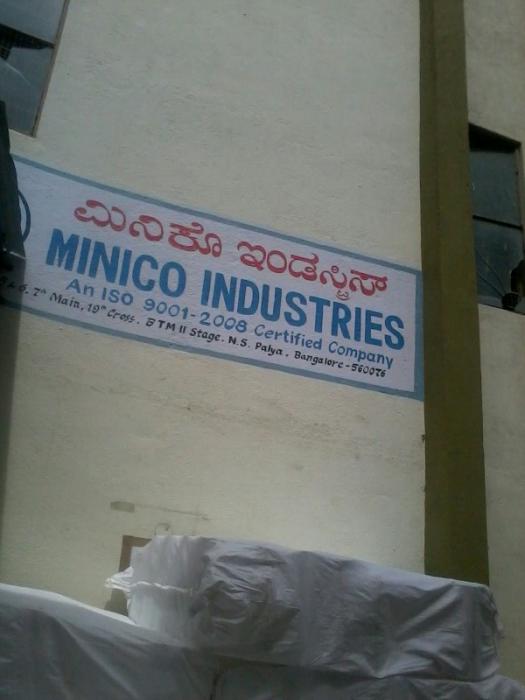 ಮಿನಿಕೊ ಇಂಡಸ್ಟ್ರಿಸ್
MINICO INDUSTRIES
An ISO 9001-2008 Certified Company
& 6, 7th Main, 19th Cross. BTM II Stage. N.S. Palya. Bangalore-560076